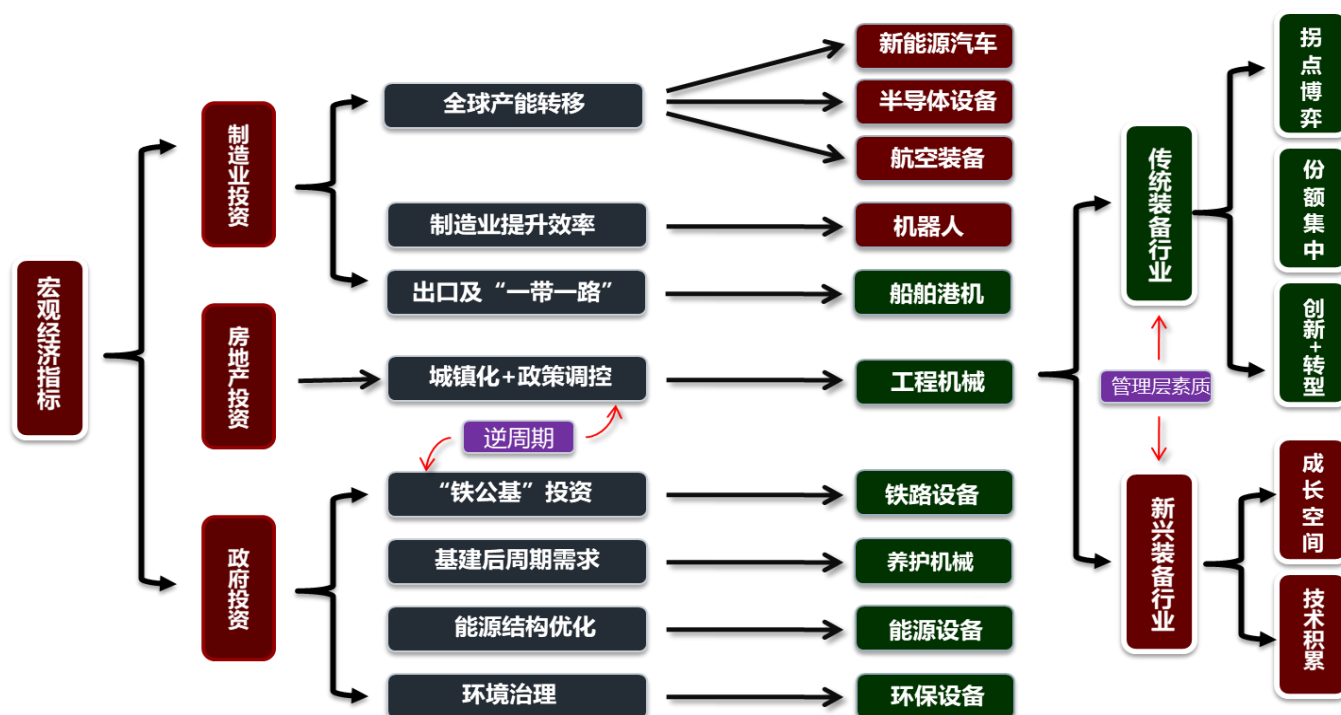 宏观经济指标
制造业投资
房地产投资
政府投资
全球产能转移
制造业提升效率
出口及“一带一路”
城镇化+政策调控
逆周期
“铁公基”投资
基建后周期需求
能源结构优化
环境治理
新能源汽车
半导体设备
航空装备
机器人
船舶港机
工程机械
铁路设备
养护机械
能源设备
环保设备
传统装备行业
管理层素质
新兴装备行业
拐点博弈
份额集中
创新+转型
成长空间
技术积累